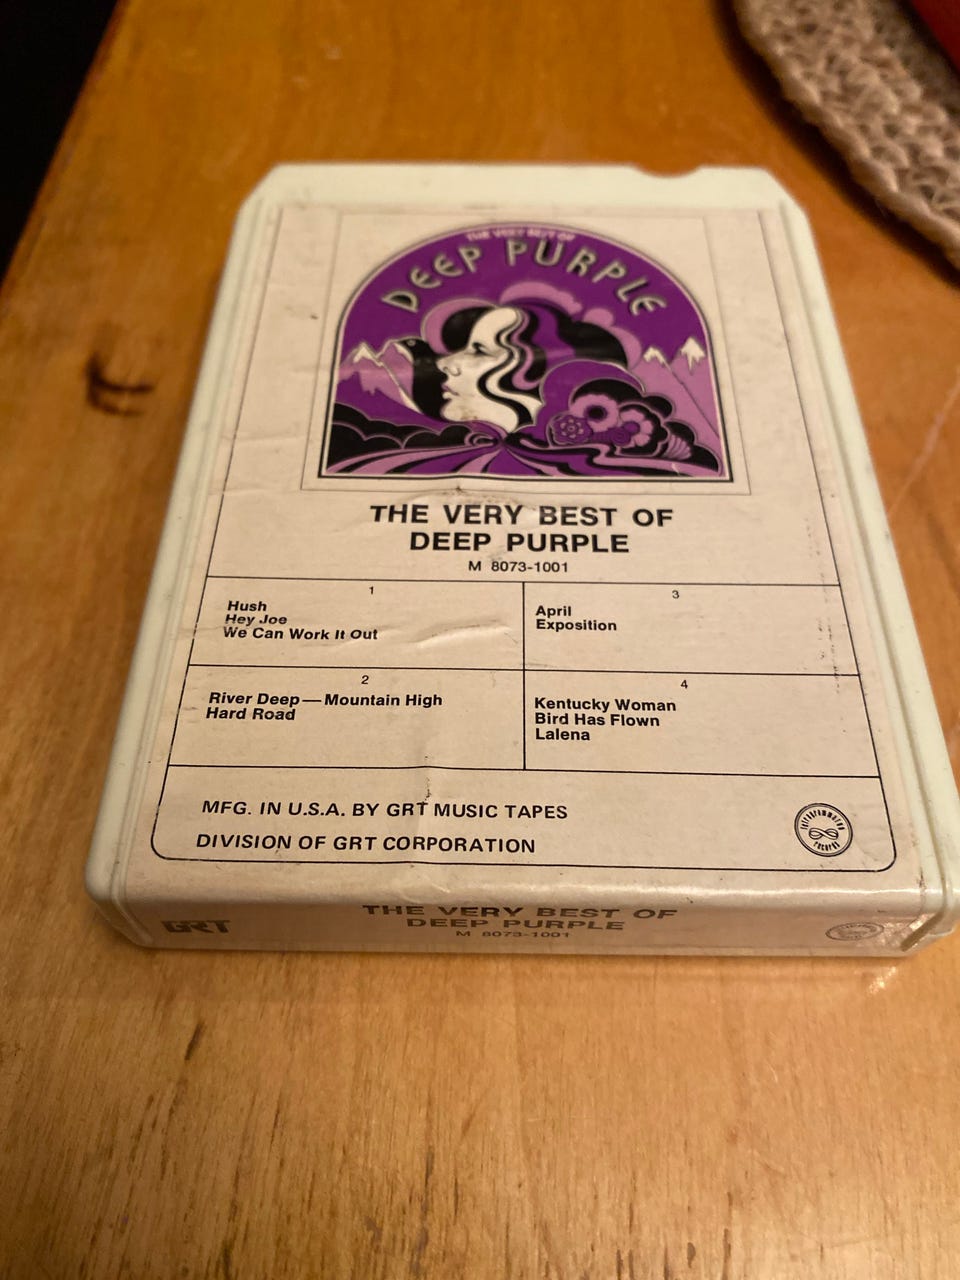 THE VERY BEST OF
DEEP PURPLE
THE VERY BEST OF
DEEP PURPLE
M 8073-1001
1
Hush
Hey Joe
We Can Work It Out
2
River Deep—Mountain High
Hard Road
3
April
Exposition
4
Kentucky Woman
Bird Has Flown
Lalena
MFG. IN U.S.A. BY GRT MUSIC TAPES
DIVISION OF GRT CORPORATION
tetragrammaton
records
GRT
THE VERY BEST OF
DEEP PURPLE
M 8073-1001